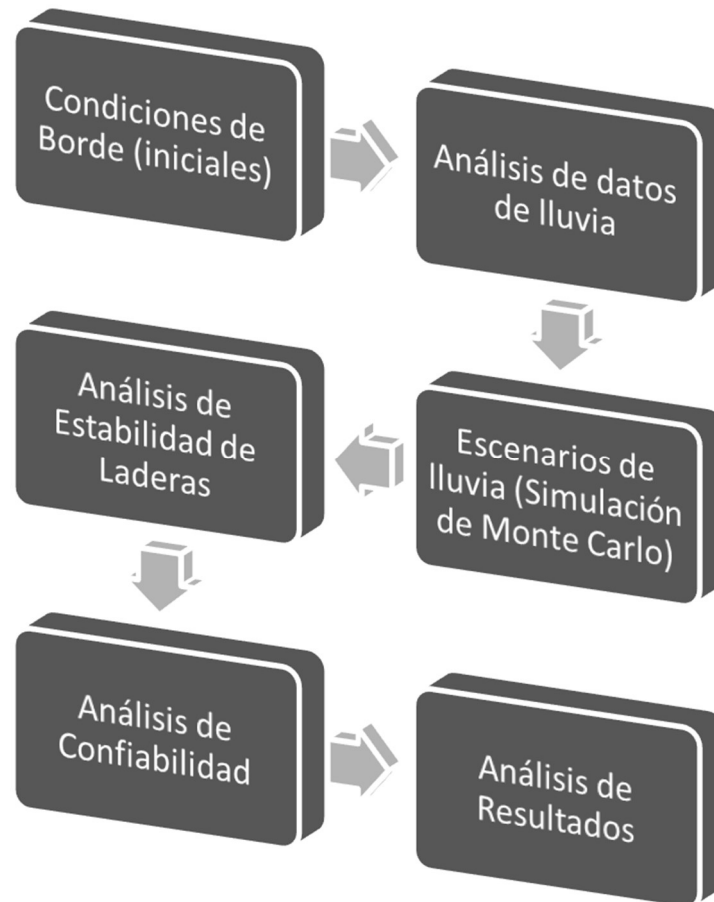 Condiciones de
Borde (iniciales)
Análisis de datos
de lluvia
Escenarios de
lluvia (Simulación
de Monte Carlo)
Análisis de
Estabilidad de
Laderas
Análisis de
Confiabilidad
Análisis de
Resultados